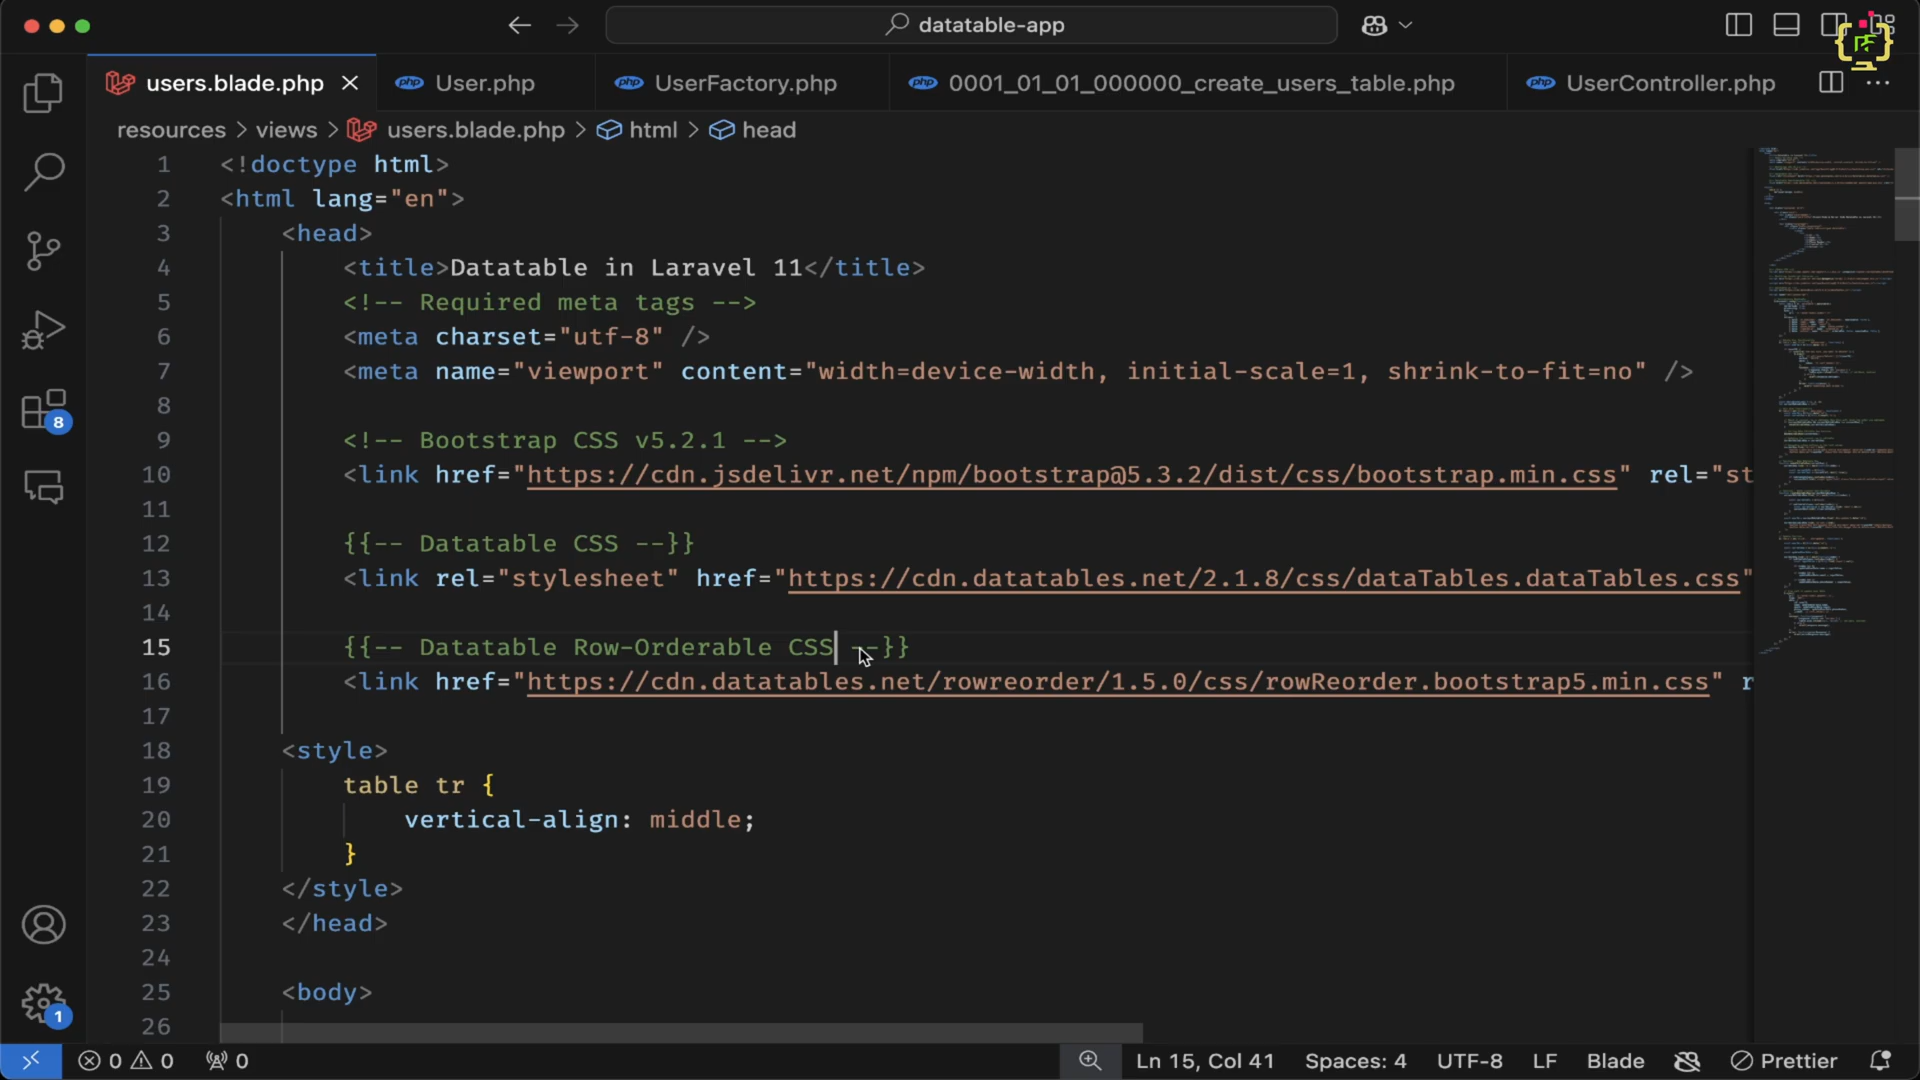 datatable-app
users.blade.php
User.php
UserFactory.php
0001_01_01_000000_create_users_table.php
UserController.php
resources > views > users.blade.php > html > head
1 <!doctype html>
2 <html lang="en">
3 <head>
4 <title>Datatable in Laravel 11</title>
5 <!-- Required meta tags -->
6 <meta charset="utf-8" />
7 <meta name="viewport" content="width=device-width, initial-scale=1, shrink-to-fit=no" />
8
9 <!-- Bootstrap CSS v5.2.1 -->
10 <link href="https://cdn.jsdelivr.net/npm/bootstrap@5.3.2/dist/css/bootstrap.min.css" rel="st
11
12 {{-- Datatable CSS --}}
13 <link rel="stylesheet" href="https://cdn.datatables.net/2.1.8/css/dataTables.dataTables.css"
14
15 {{-- Datatable Row-Orderable CSS --}}
16 <link href="https://cdn.datatables.net/rowreorder/1.5.0/css/rowReorder.bootstrap5.min.css" r
17
18 <style>
19 table tr {
20 vertical-align: middle;
21 }
22 </style>
23 </head>
24
25 <body>
26
8
1
0 0 0
Ln 15, Col 41
Spaces: 4
UTF-8
LF
Blade
Prettier